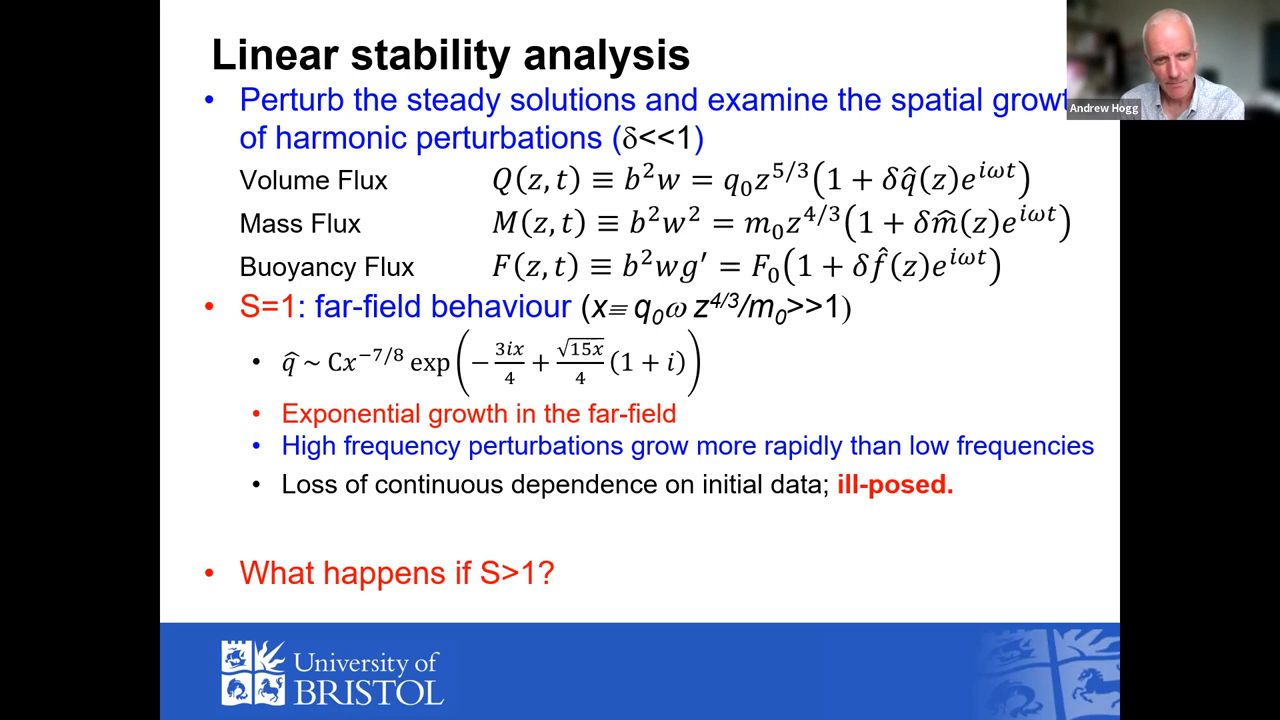 Linear stability analysis
• Perturb the steady solutions and examine the spatial growt
of harmonic perturbations (δ<<1)
Andrew Hogg
Volume Flux Q(z,t) ≡ b²w = q₀z^{5/3}(1 + δq̂(z)e^{iωt})
Mass Flux M(z,t) ≡ b²w² = m₀z^{4/3}(1 + δm̂(z)e^{iωt})
Buoyancy Flux F(z,t) ≡ b²wg′ = F₀(1 + δf̂(z)e^{iωt})
• S=1: far-field behaviour (x≡ q₀ω z^{4/3}/m₀>>1)
• q̂ ~ Cx^{−7/8} exp(−3ix/4 + √15x/4 (1 + i))
• Exponential growth in the far-field
• High frequency perturbations grow more rapidly than low frequencies
• Loss of continuous dependence on initial data; ill-posed.
• What happens if S>1?
University of
BRISTOL